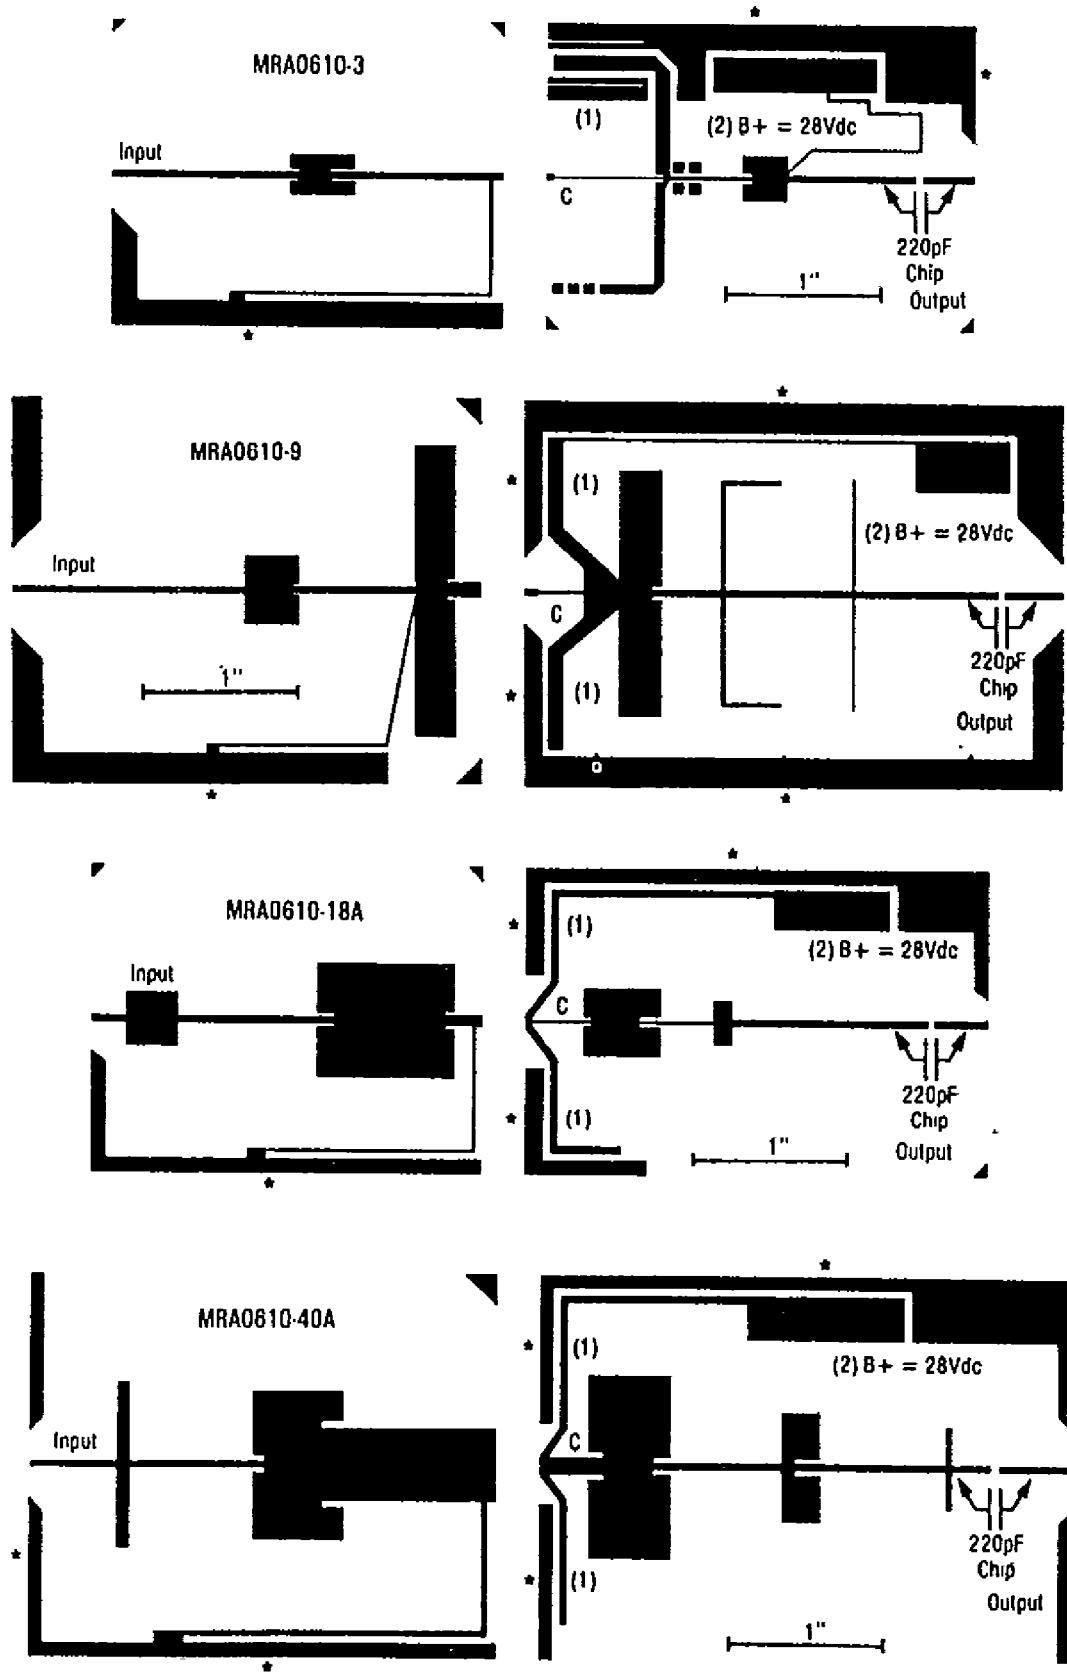 *
MRA0610-3
*
(1)
(2) B+ = 28Vdc
Input
C
220pF
1"
Chip
Output
*
*
MRA0610-9
*
(1)
(2) B+ = 28Vdc
Input
C
220pF
1"
Chip
(1)
*
Output
*
*
*
MRA0610-18A
*
(1)
(2) B+ = 28Vdc
Input
C
220pF
Chip
*
(1)
1"
Output
*
*
MRA0610-40A
*
(1)
(2) B+ = 28Vdc
Input
C
220pF
*
Chip
*
(1)
Output
1"
*